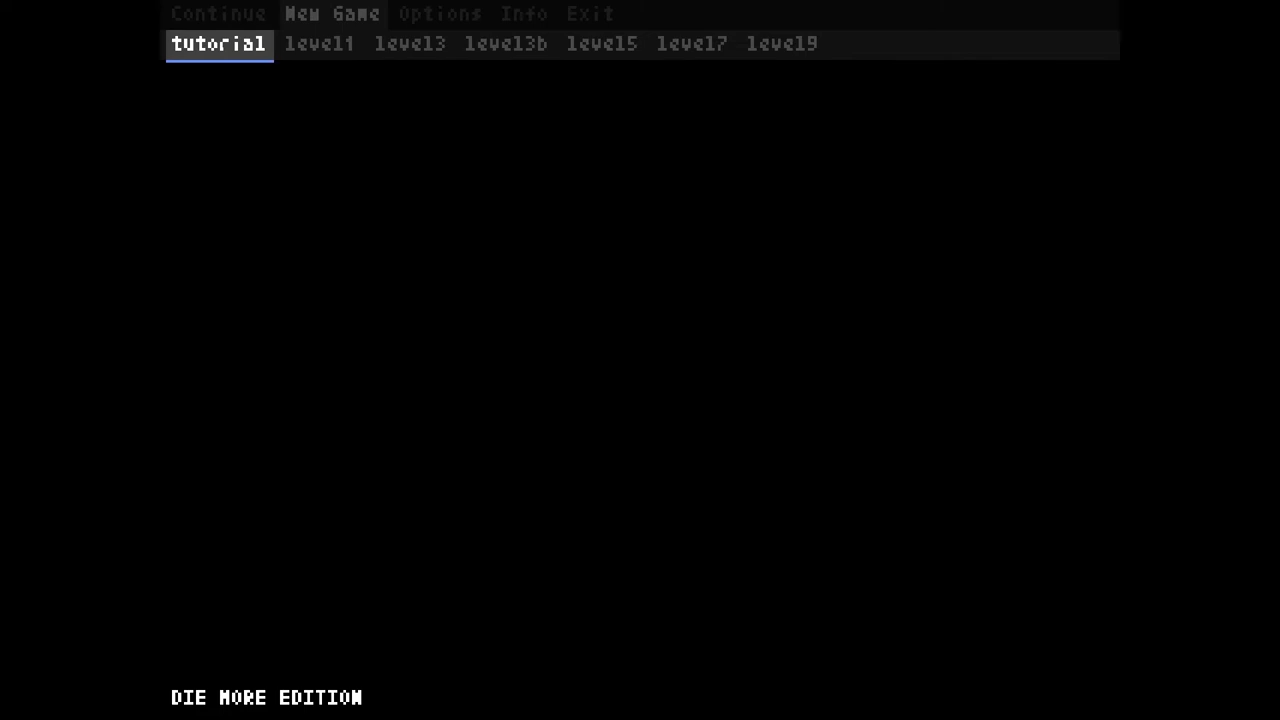 Continue New Game Options Info Exit
tutorial level1 level3 level3b level5 level7 level9
DIE MORE EDITION